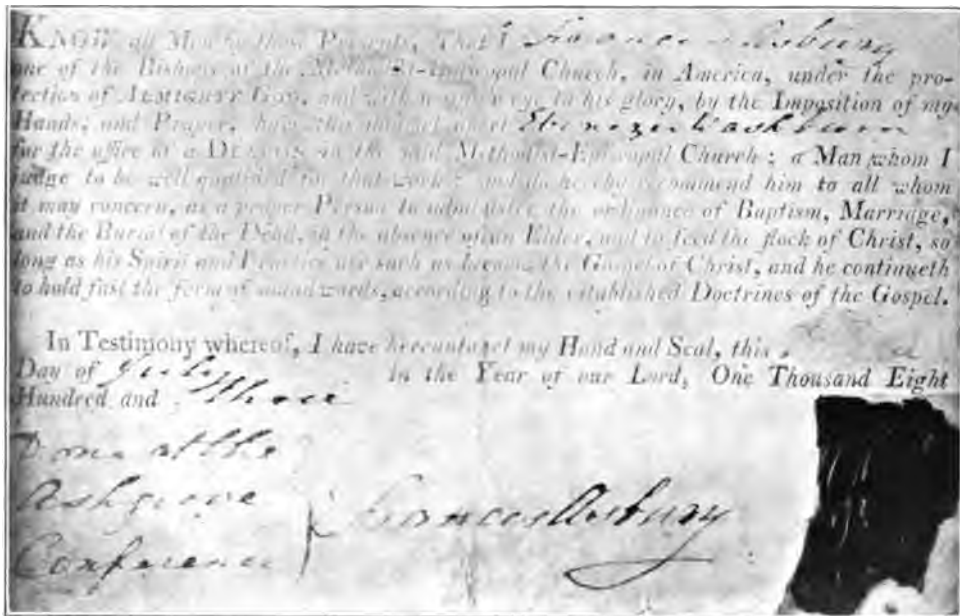 KNOW all Men by these Presents, That I Francis Asbury
one of the Bishops of the Methodist-Episcopal Church, in America, under the pro-
tection of ALMIGHTY GOD, and with a single eye to his glory, by the Imposition of my
Hands, and Prayer, have this day set apart Ebenezer Washburn
for the office of a DEACON in the said Methodist-Episcopal Church; a Man whom I
judge to be well qualified for that work; and do hereby recommend him to all whom
it may concern, as a proper Person to administer the ordinance of Baptism, Marriage,
and the Burial of the Dead, in the absence of an Elder, and to feed the flock of Christ, so
long as his Spirit and Practice are such as become the Gospel of Christ, and he continueth
to hold fast the form of sound words, according to the established Doctrines of the Gospel.
In Testimony whereof, I have hereunto set my Hand and Seal, this
Day of July in the Year of our Lord, One Thousand Eight
Hundred and three
Done at the
Ashgrove
Conference
Francis Asbury